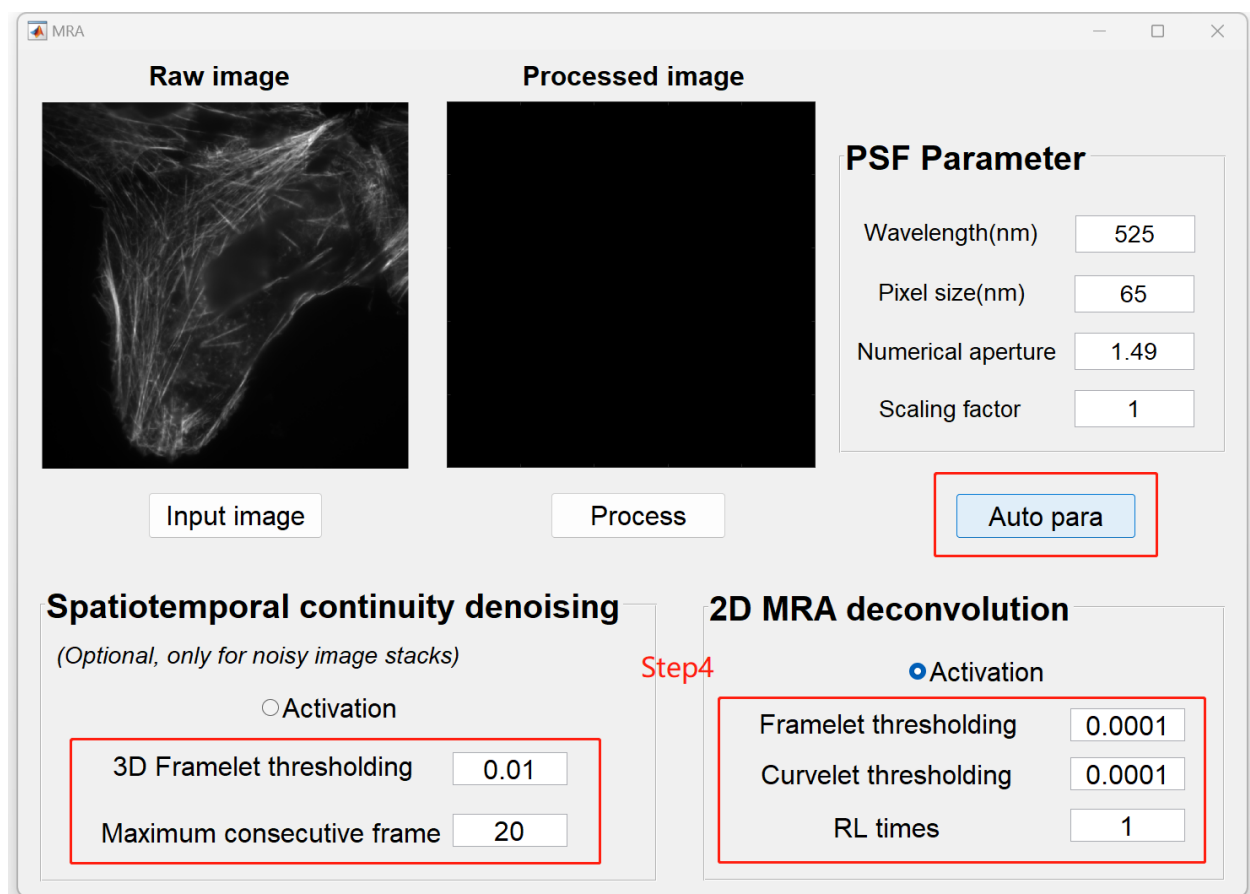 MRA
Raw image
Processed image
PSF Parameter
Wavelength(nm)
525
Pixel size(nm)
65
Numerical aperture
1.49
Scaling factor
1
Input image
Process
Auto para
Spatiotemporal continuity denoising
(Optional, only for noisy image stacks)
Activation
3D Framelet thresholding
0.01
Maximum consecutive frame
20
Step4
2D MRA deconvolution
Activation
Framelet thresholding
0.0001
Curvelet thresholding
0.0001
RL times
1